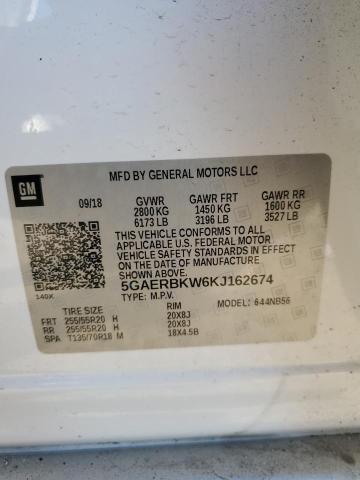 GM
MFD BY GENERAL MOTORS LLC
09/18 GVWR GAWR FRT GAWR RR
2800 KG 1450 KG 1600 KG
6173 LB 3196 LB 3527 LB
THIS VEHICLE CONFORMS TO ALL APPLICABLE U.S.
VEHICLE SAFETY STANDARDS IN EFFECT ON THE
DATE OF MANUFACTURE SHOWN ABOVE.
5GAERBKW6KJ162674
140X TYPE: M.P.V. MODEL: 644NB56
TIRE SIZE RIM
FRT 255/55R20 H 20X8J
RR 255/55R20 H 20X8J
SPA T135/70R18 M 18X4.5B